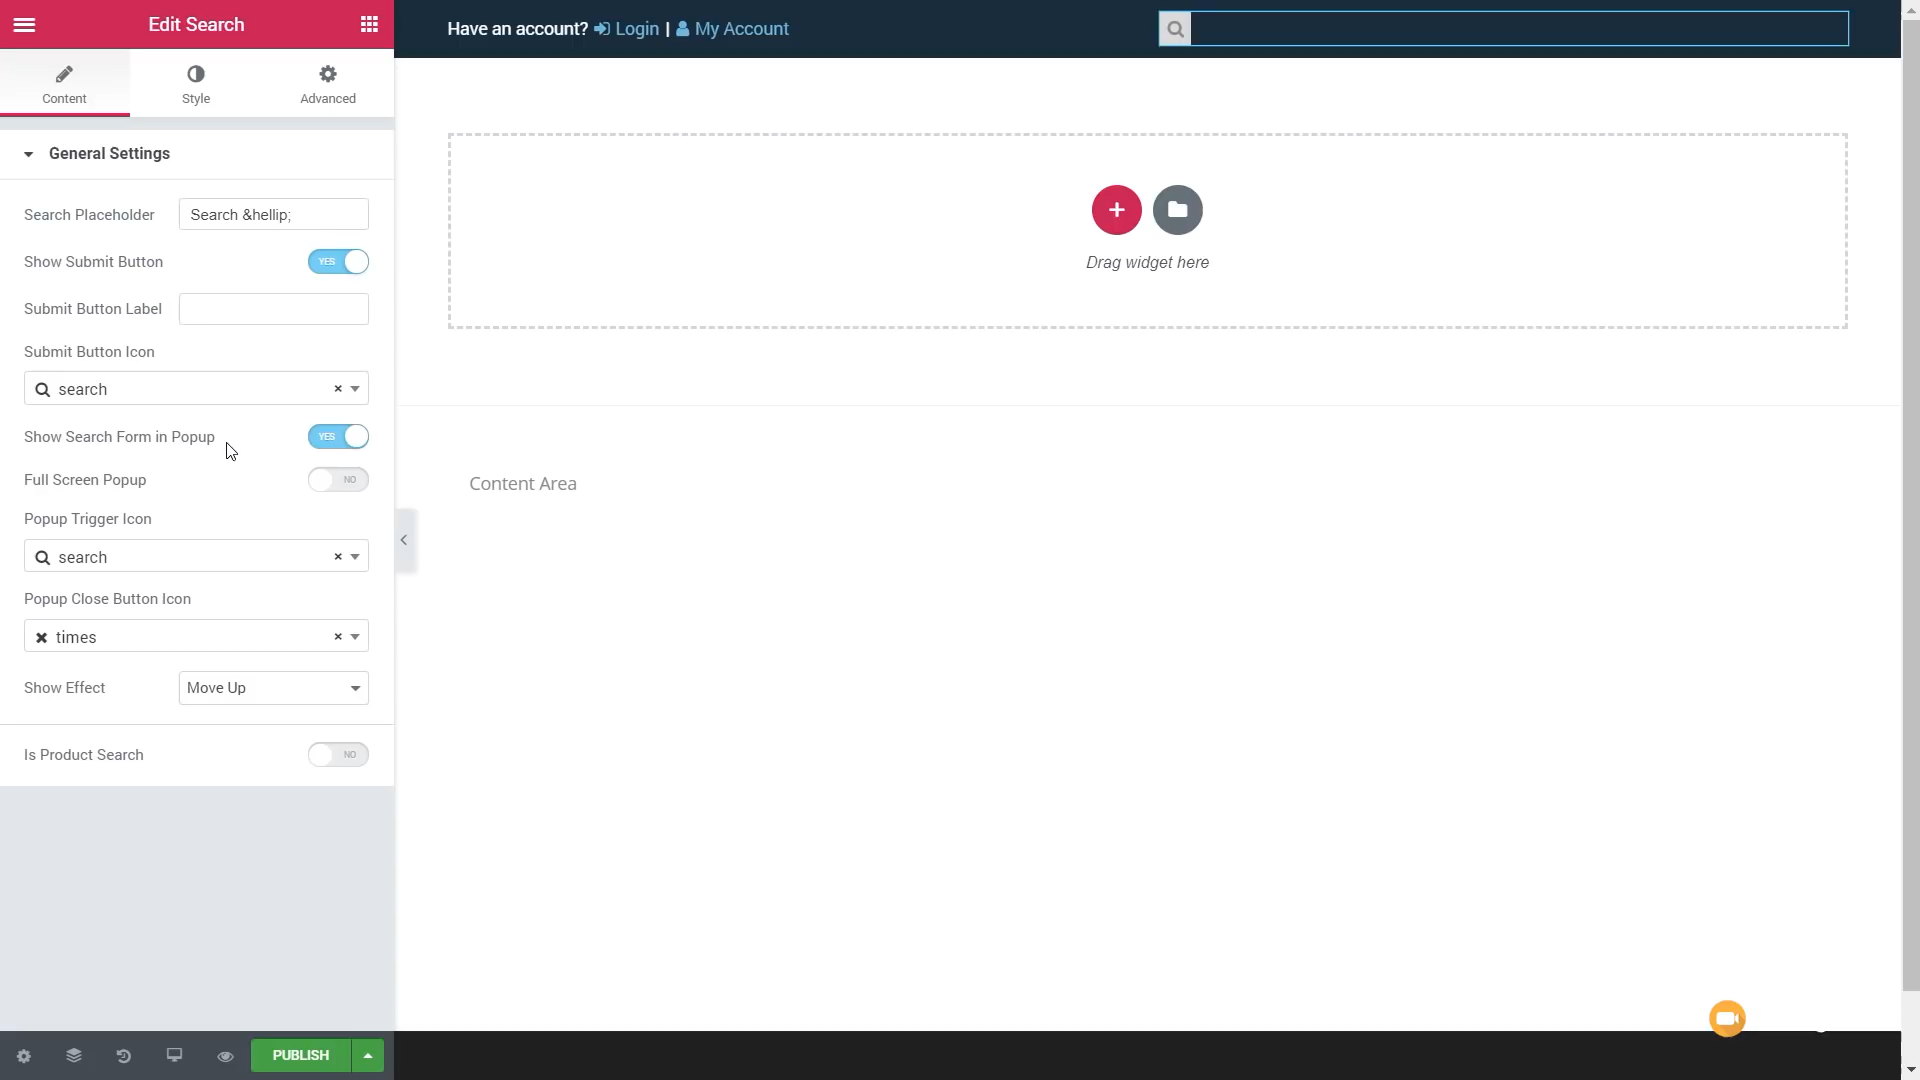 Edit Search
Have an account? Login | My Account
Content
Style
Advanced
General Settings
Search Placeholder
Search &hellip;
Show Submit Button
YES
Submit Button Label
Submit Button Icon
search
Show Search Form in Popup
YES
Full Screen Popup
NO
Popup Trigger Icon
search
Popup Close Button Icon
times
Show Effect
Move Up
Is Product Search
NO
PUBLISH
Drag widget here
Content Area